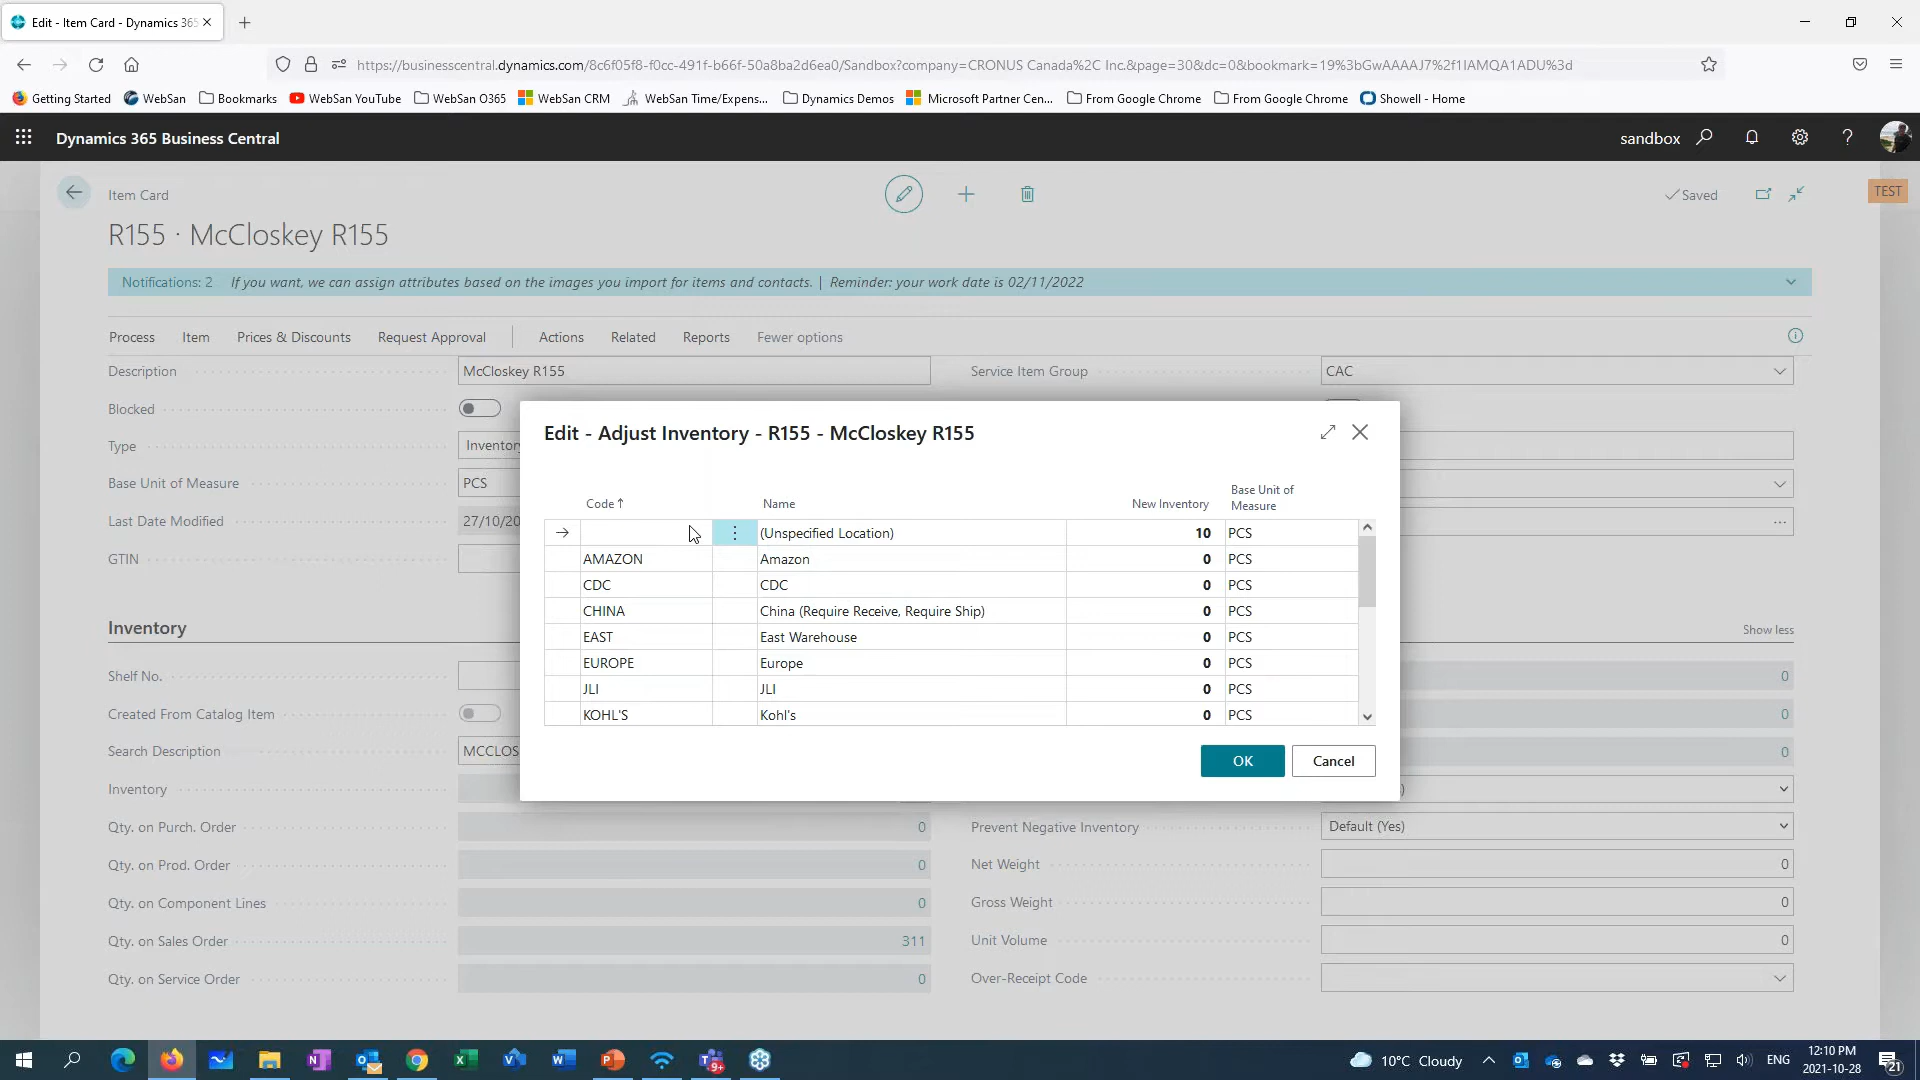 Edit - Item Card - Dynamics 365
https://businesscentral.dynamics.com/8c6f05f8-f0cc-491f-b66f-50a8ba2d6ea0/Sandbox?company=CRONUS Canada%2C Inc.&page=30&dc=0&bookmark=19%3bGwAAAAJ7%2f1IAMQA1ADU%3d
Getting Started WebSan Bookmarks WebSan YouTube WebSan O365 WebSan CRM WebSan Time/Expens... Dynamics Demos Microsoft Partner Cen... From Google Chrome From Google Chrome Showell - Home
Dynamics 365 Business Central sandbox ?
Item Card Saved TEST
R155 · McCloskey R155
Notifications: 2 If you want, we can assign attributes based on the images you import for items and contacts. | Reminder: your work date is 02/11/2022
Process Item Prices & Discounts Request Approval Actions Related Reports Fewer options
Description McCloskey R155 Service Item Group CAC
Blocked
Type Inventory
Base Unit of Measure PCS
Last Date Modified 27/10/20
GTIN
Inventory Show less
Shelf No. 0
Created From Catalog Item 0
Search Description MCCLOS 0
Inventory )
Qty. on Purch. Order 0 Prevent Negative Inventory Default (Yes)
Qty. on Prod. Order 0 Net Weight 0
Qty. on Component Lines 0 Gross Weight 0
Qty. on Sales Order 311 Unit Volume 0
Qty. on Service Order 0 Over-Receipt Code
Edit - Adjust Inventory - R155 - McCloskey R155
Code↑ Name New Inventory Base Unit of Measure
(Unspecified Location) 10 PCS
AMAZON Amazon 0 PCS
CDC CDC 0 PCS
CHINA China (Require Receive, Require Ship) 0 PCS
EAST East Warehouse 0 PCS
EUROPE Europe 0 PCS
JLI JLI 0 PCS
KOHL'S Kohl's 0 PCS
OK Cancel
10°C Cloudy ENG 12:10 PM
2021-10-28
9+
21